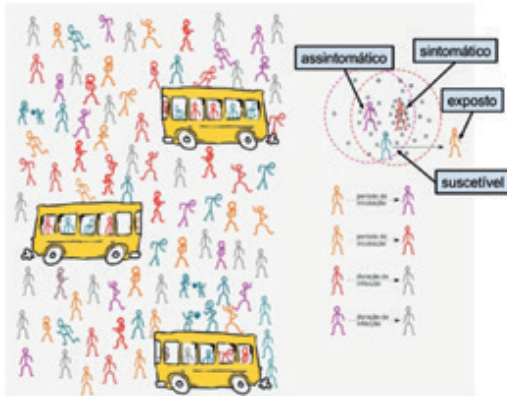 assintomático
sintomático
exposto
suscetível
período de
incubação
período de
incubação
duração da
infecção
duração da
infecção